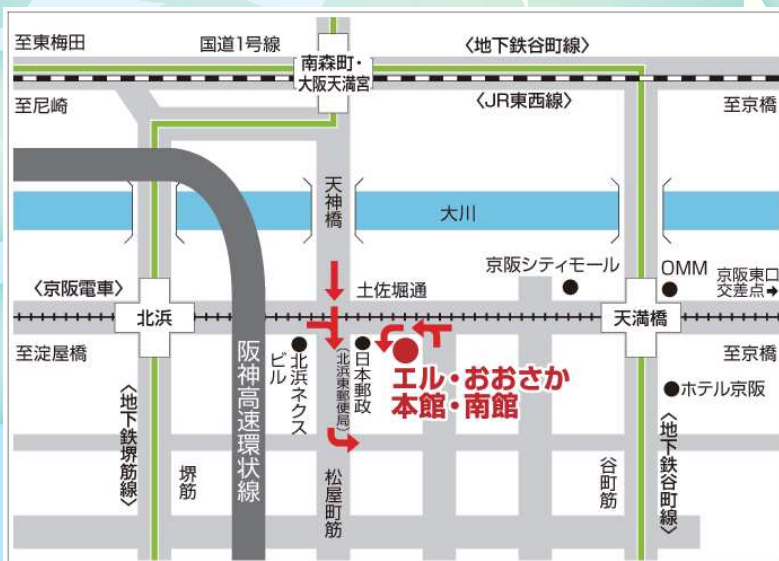 至東梅田
国道1号線
〈地下鉄谷町線〉
南森町・
大阪天満宮
至尼崎
〈JR東西線〉
至京橋
天神橋
大川
京阪シティモール
OMM
京阪東口
交差点➡
〈京阪電車〉
北浜
土佐堀通
天満橋
至淀屋橋
阪神高速環状線
北浜ネクス
ビル
(北浜東郵便局)
日本郵政
エル・おおさか
本館・南館
至京橋
ホテル京阪
〈地下鉄堺筋線〉
堺筋
松屋町筋
谷町筋
〈地下鉄谷町線〉